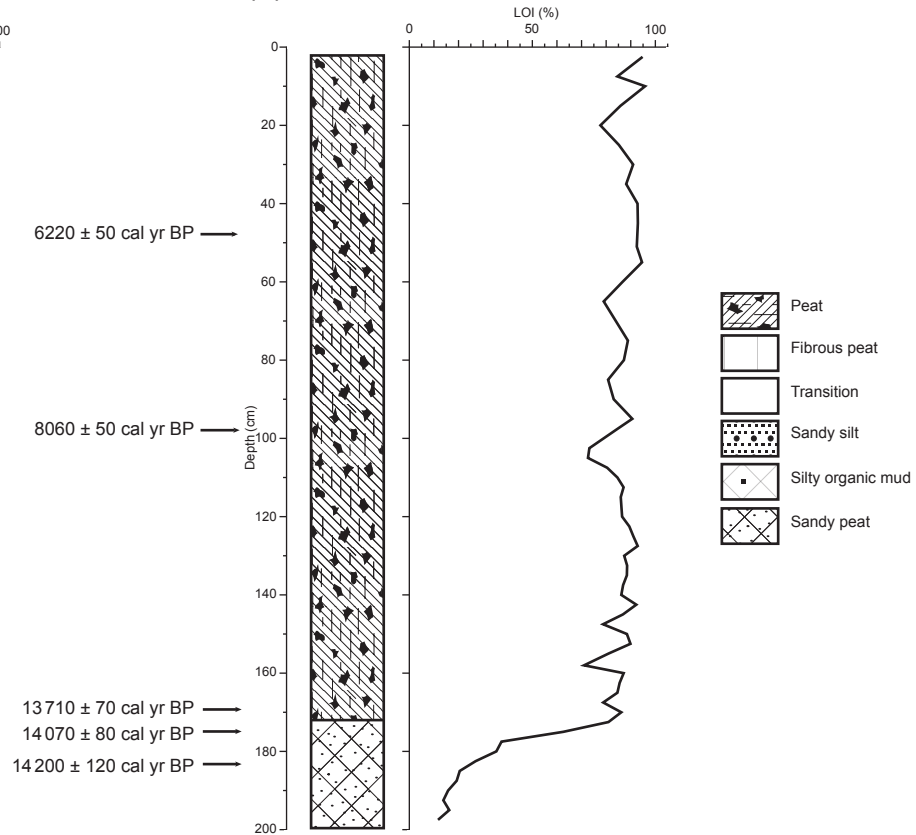 LOI (%)
00
0 50 100
0
20
40
6220 ± 50 cal yr BP
60
80
8060 ± 50 cal yr BP
100
Depth (cm)
120
140
160
13 710 ± 70 cal yr BP
14 070 ± 80 cal yr BP
180
14 200 ± 120 cal yr BP
200
Peat
Fibrous peat
Transition
Sandy silt
Silty organic mud
Sandy peat